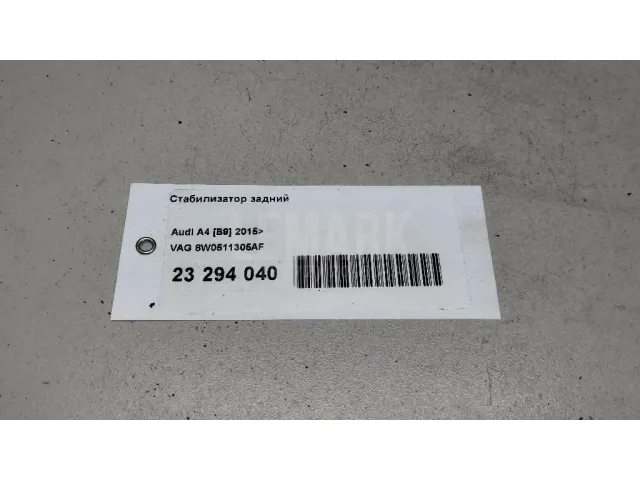 Стабилизатор задний
Audi A4 [B9] 2015>
VAG 8W0511305AF
23 294 040